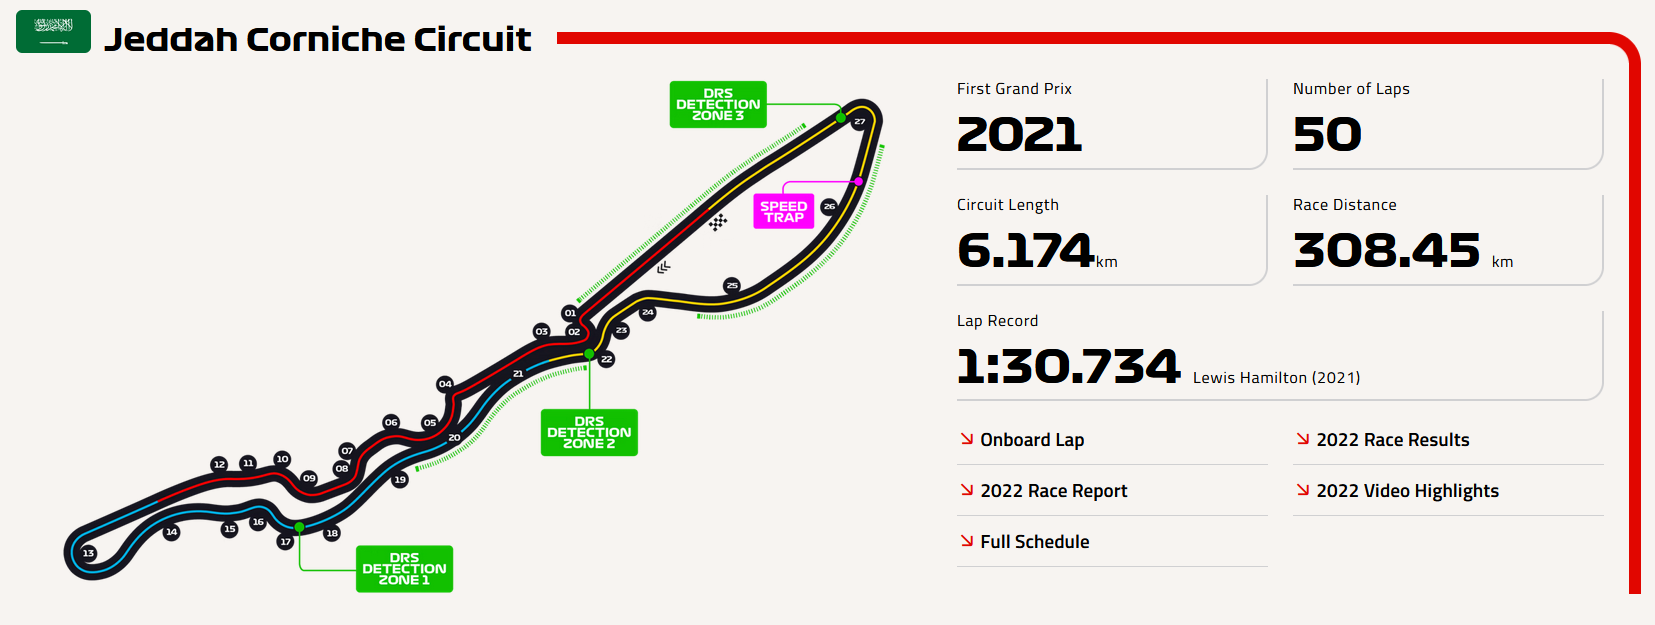 Jeddah Corniche Circuit
DRS
DETECTION
ZONE 3
27
SPEED
TRAP
26
25
24
23
22
01
02
03
21
04
DRS
DETECTION
ZONE 2
05
06
20
07
08
19
09
10
11
12
13
14
15
16
17
18
DRS
DETECTION
ZONE 1
First Grand Prix
2021
Number of Laps
50
Circuit Length
6.174km
Race Distance
308.45 km
Lap Record
1:30.734 Lewis Hamilton (2021)
Onboard Lap
2022 Race Results
2022 Race Report
2022 Video Highlights
Full Schedule